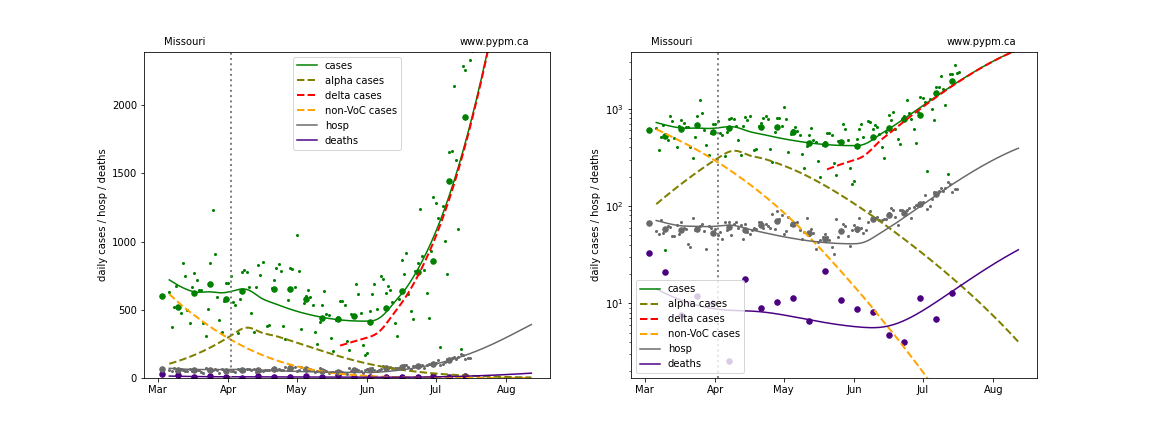 Missouri www.pypm.ca
cases
alpha cases
delta cases
non-VoC cases
hosp
deaths
2000
1500
1000
500
0
daily cases / hosp / deaths
Mar Apr May Jun Jul Aug
Missouri www.pypm.ca
10³
10²
10¹
daily cases / hosp / deaths
cases
alpha cases
delta cases
non-VoC cases
hosp
deaths
Mar Apr May Jun Jul Aug